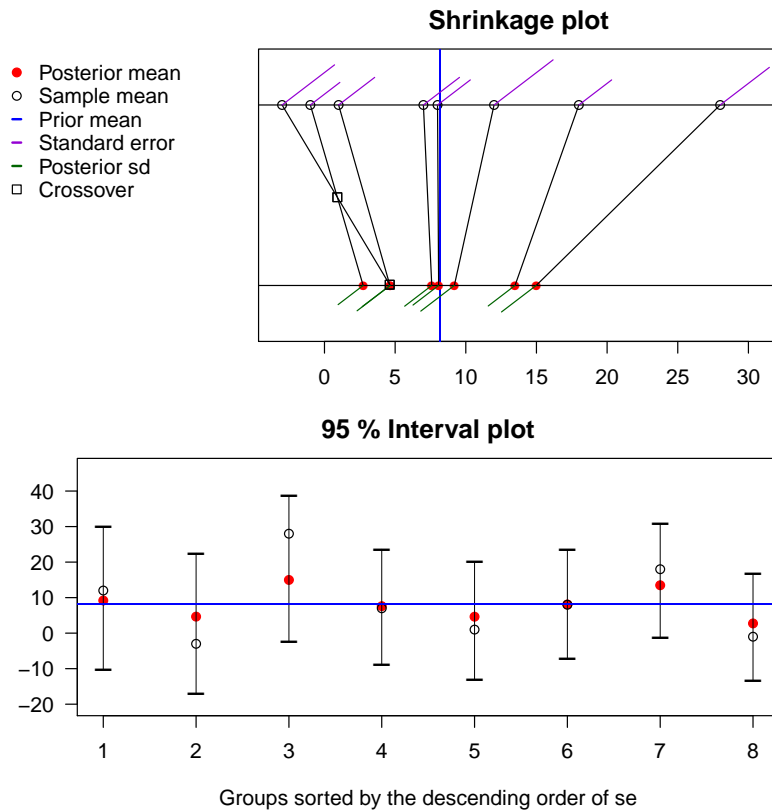 Shrinkage plot
Posterior mean
Sample mean
Prior mean
Standard error
Posterior sd
Crossover
0 5 10 15 20 25 30
95 % Interval plot
40
30
20
10
0
−10
−20
1 2 3 4 5 6 7 8
Groups sorted by the descending order of se